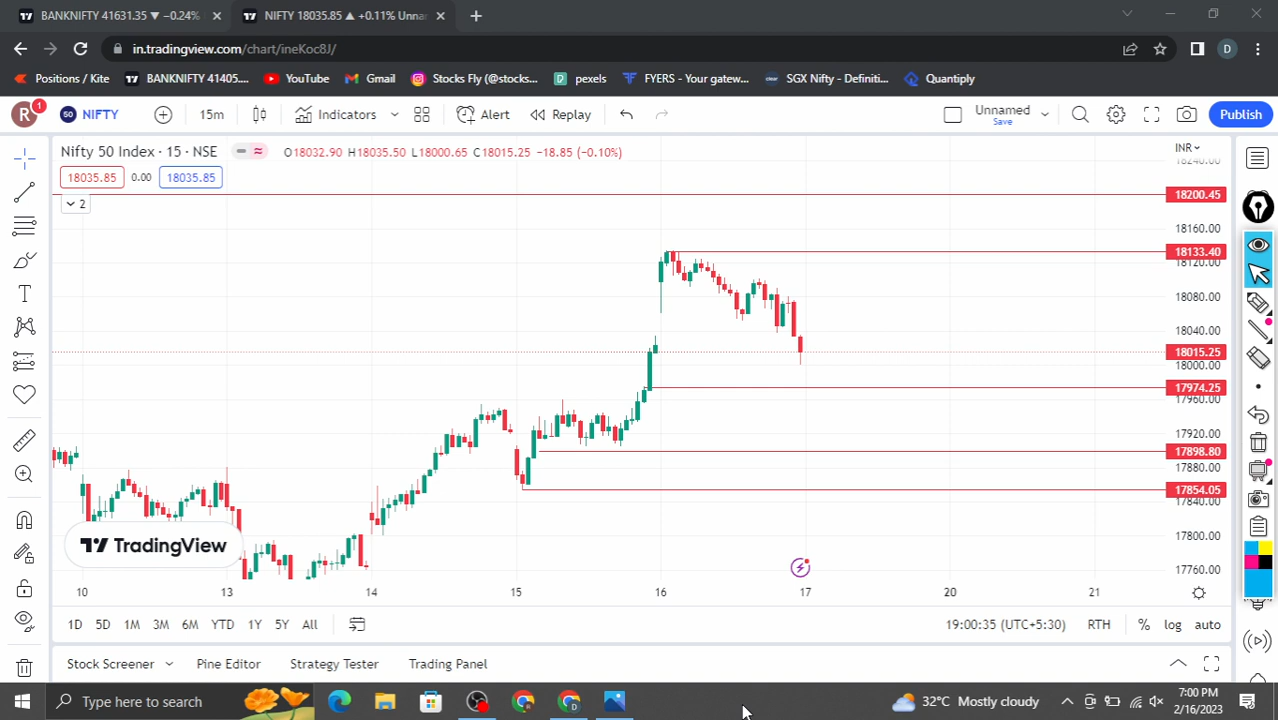 BANKNIFTY 41631.35 ▼ −0.24%
NIFTY 18035.85 ▲ +0.11% Unnar
in.tradingview.com/chart/ineKoc8J/
D
Positions / Kite
BANKNIFTY 41405....
YouTube
Gmail
Stocks Fly (@stocks...
pexels
FYERS - Your gatew...
SGX Nifty - Definiti...
Quantiply
R
1
50
NIFTY
15m
Indicators
Alert
Replay
Unnamed
Save
Publish
Nifty 50 Index · 15 · NSE
O18032.90 H18035.50 L18000.65 C18015.25 −18.85 (−0.10%)
INR
18240.00
18035.85
0.00
18035.85
18200.45
2
18160.00
18133.40
18120.00
18080.00
18040.00
18015.25
18000.00
17974.25
17960.00
17920.00
17898.80
17880.00
17854.05
17840.00
17800.00
17760.00
TradingView
10
13
14
15
16
17
20
21
1D
5D
1M
3M
6M
YTD
1Y
5Y
All
19:00:35 (UTC+5:30)
RTH
%
log
auto
Stock Screener
Pine Editor
Strategy Tester
Trading Panel
Type here to search
D
32°C Mostly cloudy
7:00 PM
2/16/2023